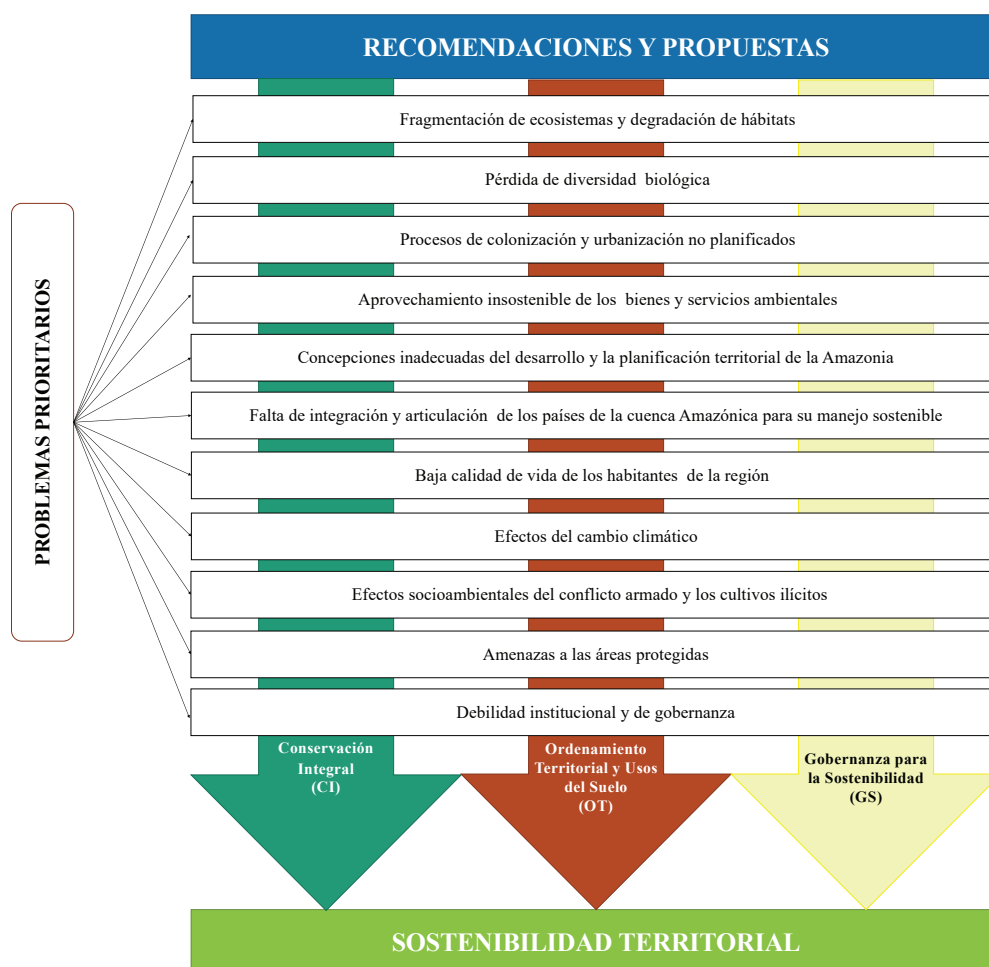 RECOMENDACIONES Y PROPUESTAS
PROBLEMAS PRIORITARIOS
Fragmentación de ecosistemas y degradación de hábitats
Pérdida de diversidad biológica
Procesos de colonización y urbanización no planificados
Aprovechamiento insostenible de los bienes y servicios ambientales
Concepciones inadecuadas del desarrollo y la planificación territorial de la Amazonia
Falta de integración y articulación de los países de la cuenca Amazónica para su manejo sostenible
Baja calidad de vida de los habitantes de la región
Efectos del cambio climático
Efectos socioambientales del conflicto armado y los cultivos ilícitos
Amenazas a las áreas protegidas
Debilidad institucional y de gobernanza
Conservación
Integral
(CI)
Ordenamiento
Territorial y Usos
del Suelo
(OT)
Gobernanza para
la Sostenibilidad
(GS)
SOSTENIBILIDAD TERRITORIAL